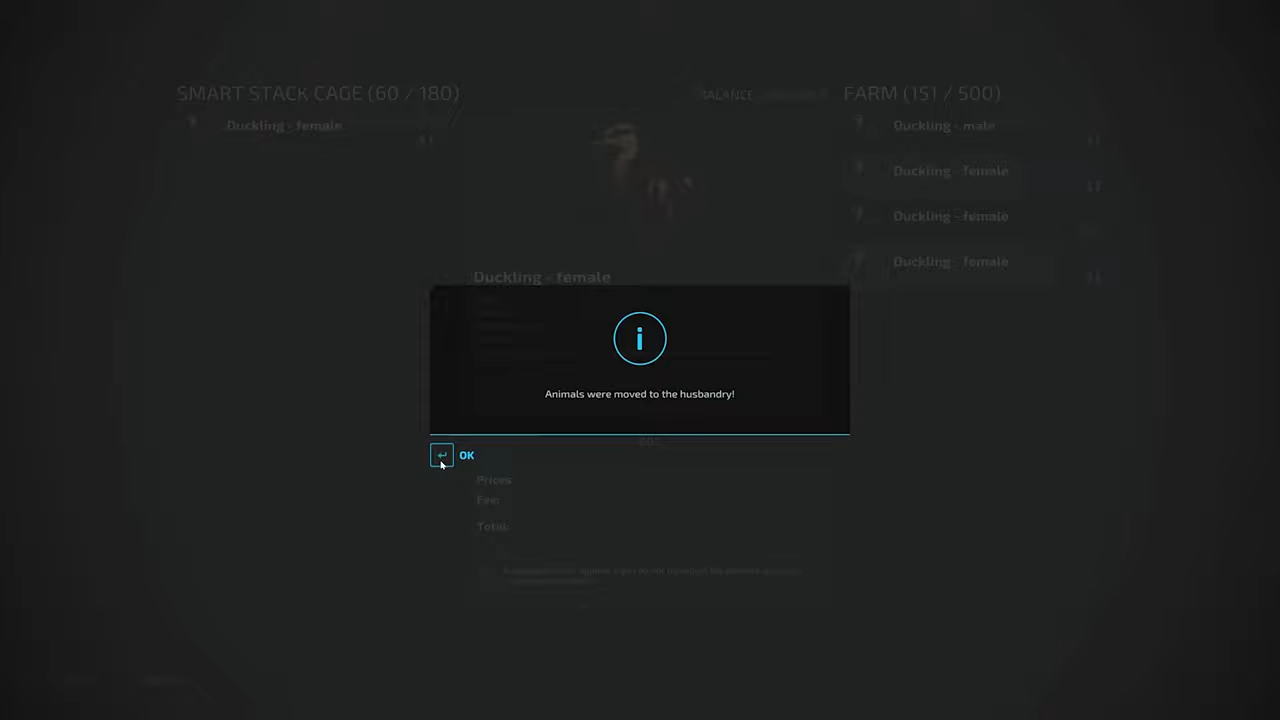 SMART STACK CAGE (60 / 180)
BALANCE
FARM (151 / 500)
Duckling - female
Duckling - male
Duckling - female
Duckling - female
Duckling - female
Duckling - female
i
Animals were moved to the husbandry!
OK
Prices
Fee:
Total: